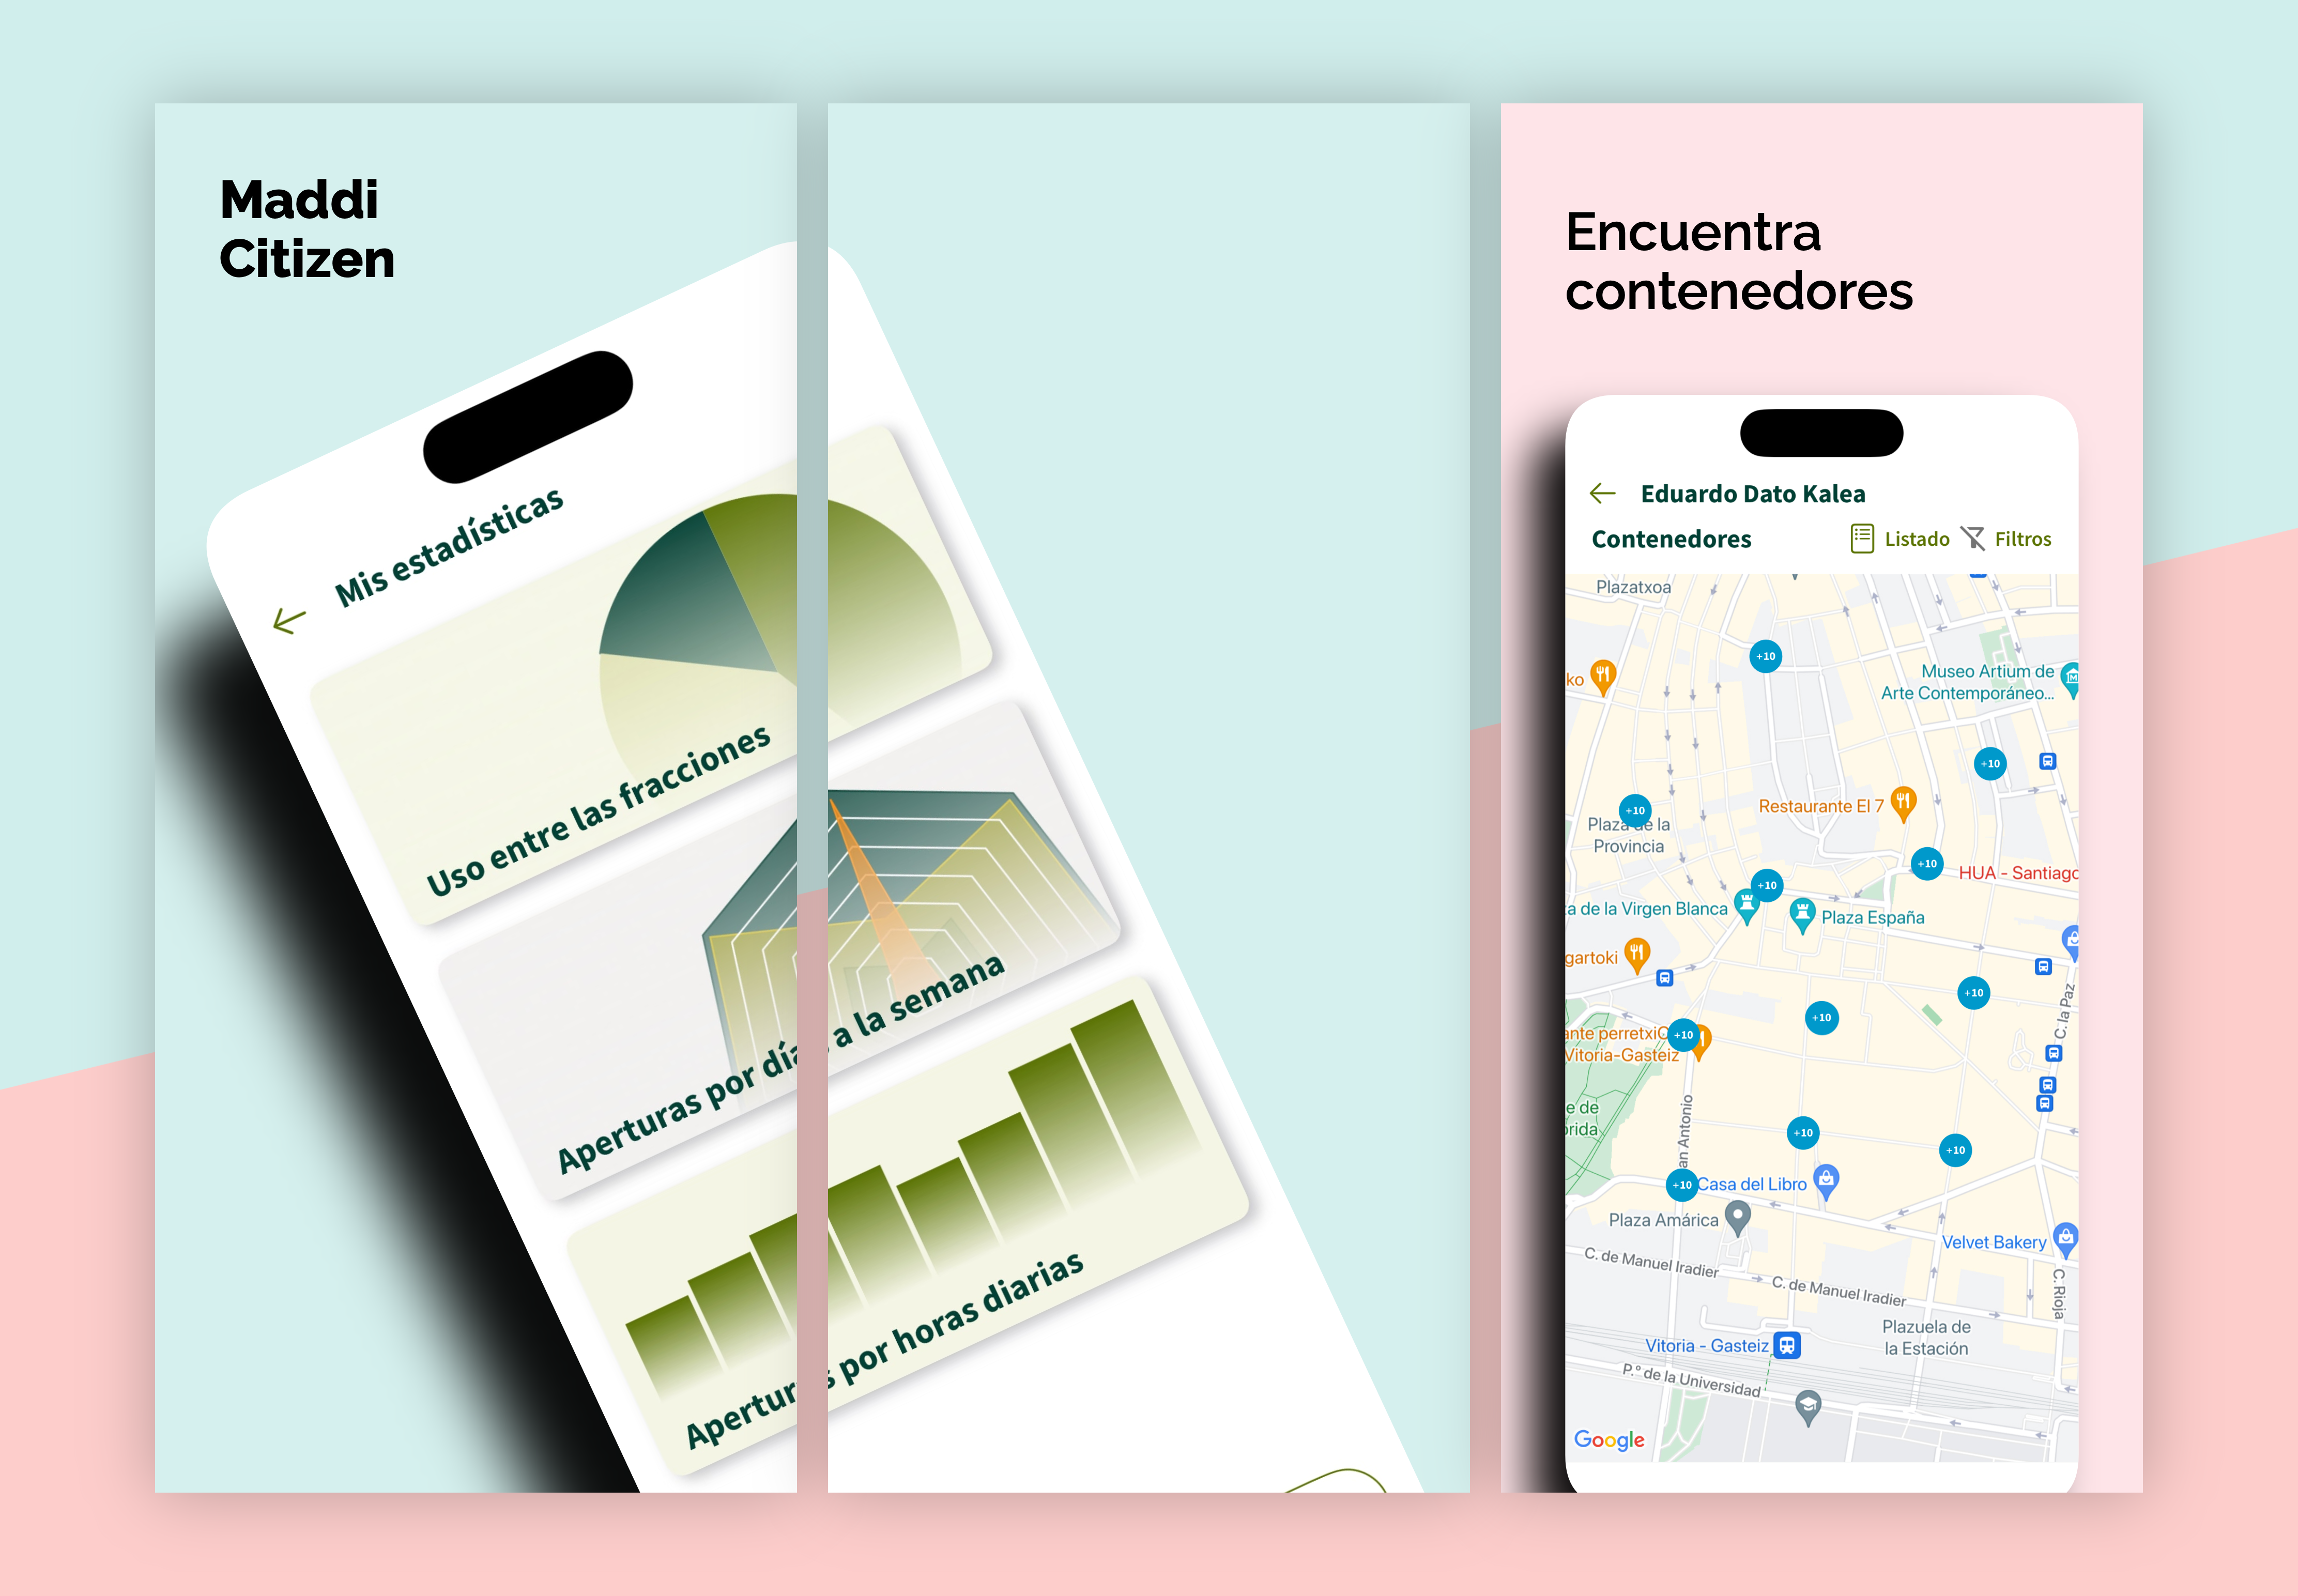 Maddi
Citizen
Mis estadísticas
Uso entre las fracciones
Aperturas por días a la semana
Aperturas por horas diarias
Encuentra
contenedores
Eduardo Dato Kalea
Contenedores
Listado
Filtros
Plazatxoa
+10
ko
Museo Artium de
Arte Contemporáneo...
+10
+10
Restaurante El 7
Plaza de la
Provincia
+10
HUA - Santiago
+10
a de la Virgen Blanca
Plaza España
gartoki
+10
C. la Paz
+10
+10
ante perretxiC
Vitoria-Gasteiz
e de
orida
an Antonio
+10
+10
+10
Casa del Libro
Plaza Amárica
Velvet Bakery
C. de Manuel Iradier
C. de Manuel Iradier
C. Rioja
Plazuela de
la Estación
Vitoria - Gasteiz
P.º de la Universidad
Google